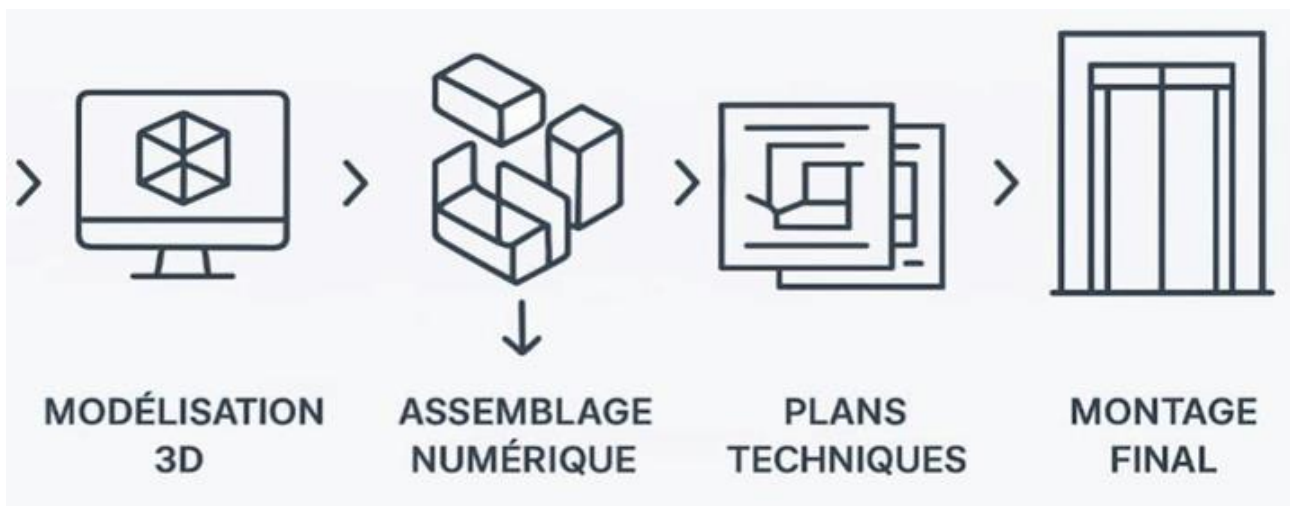 MODÉLISATION
3D
ASSEMBLAGE
NUMÉRIQUE
PLANS
TECHNIQUES
MONTAGE
FINAL